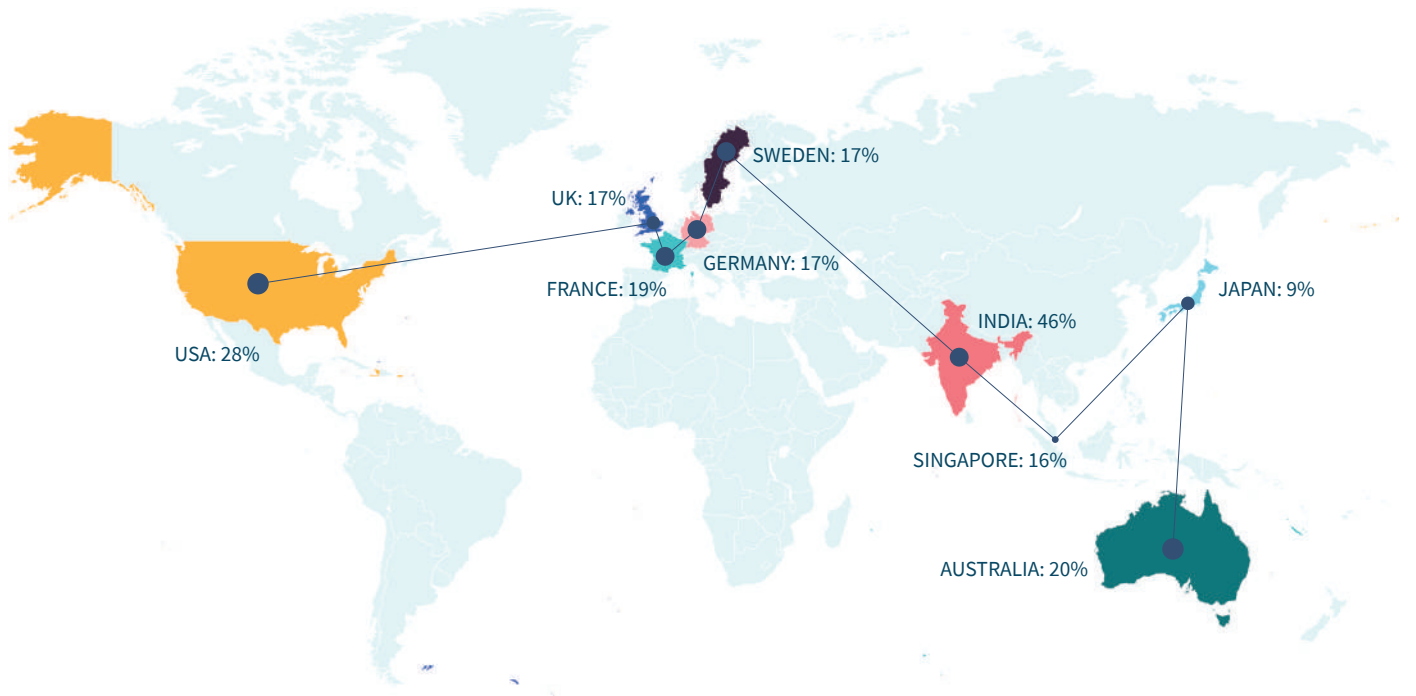 SWEDEN: 17%
UK: 17%
GERMANY: 17%
FRANCE: 19%
JAPAN: 9%
INDIA: 46%
USA: 28%
SINGAPORE: 16%
AUSTRALIA: 20%